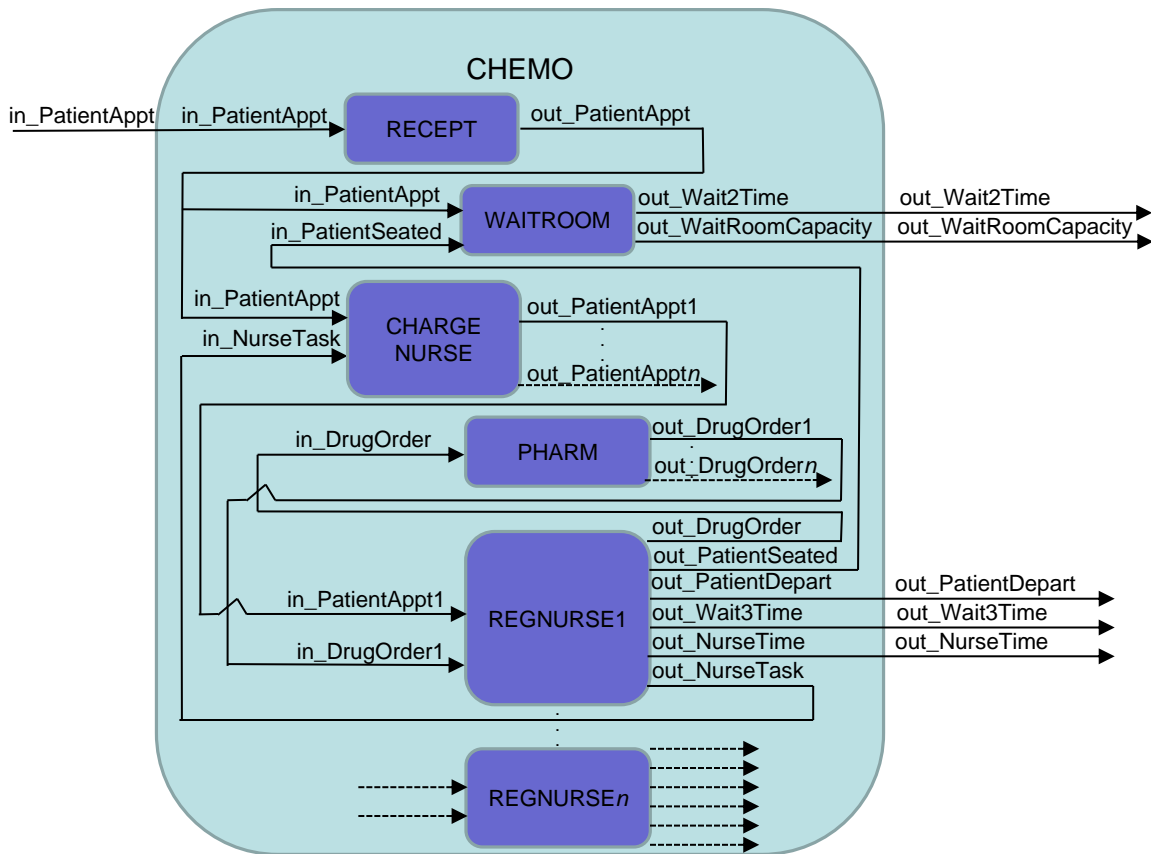 CHEMO
in_PatientAppt
in_PatientAppt
RECEPT
out_PatientAppt
in_PatientAppt
in_PatientSeated
WAITROOM
out_Wait2Time
out_WaitRoomCapacity
out_Wait2Time
out_WaitRoomCapacity
in_PatientAppt
in_NurseTask
CHARGE
NURSE
out_PatientAppt1
out_PatientApptn
in_DrugOrder
PHARM
out_DrugOrder1
out_DrugOrdern
in_PatientAppt1
in_DrugOrder1
REGNURSE1
out_DrugOrder
out_PatientSeated
out_PatientDepart
out_Wait3Time
out_NurseTime
out_NurseTask
out_PatientDepart
out_Wait3Time
out_NurseTime
REGNURSEn